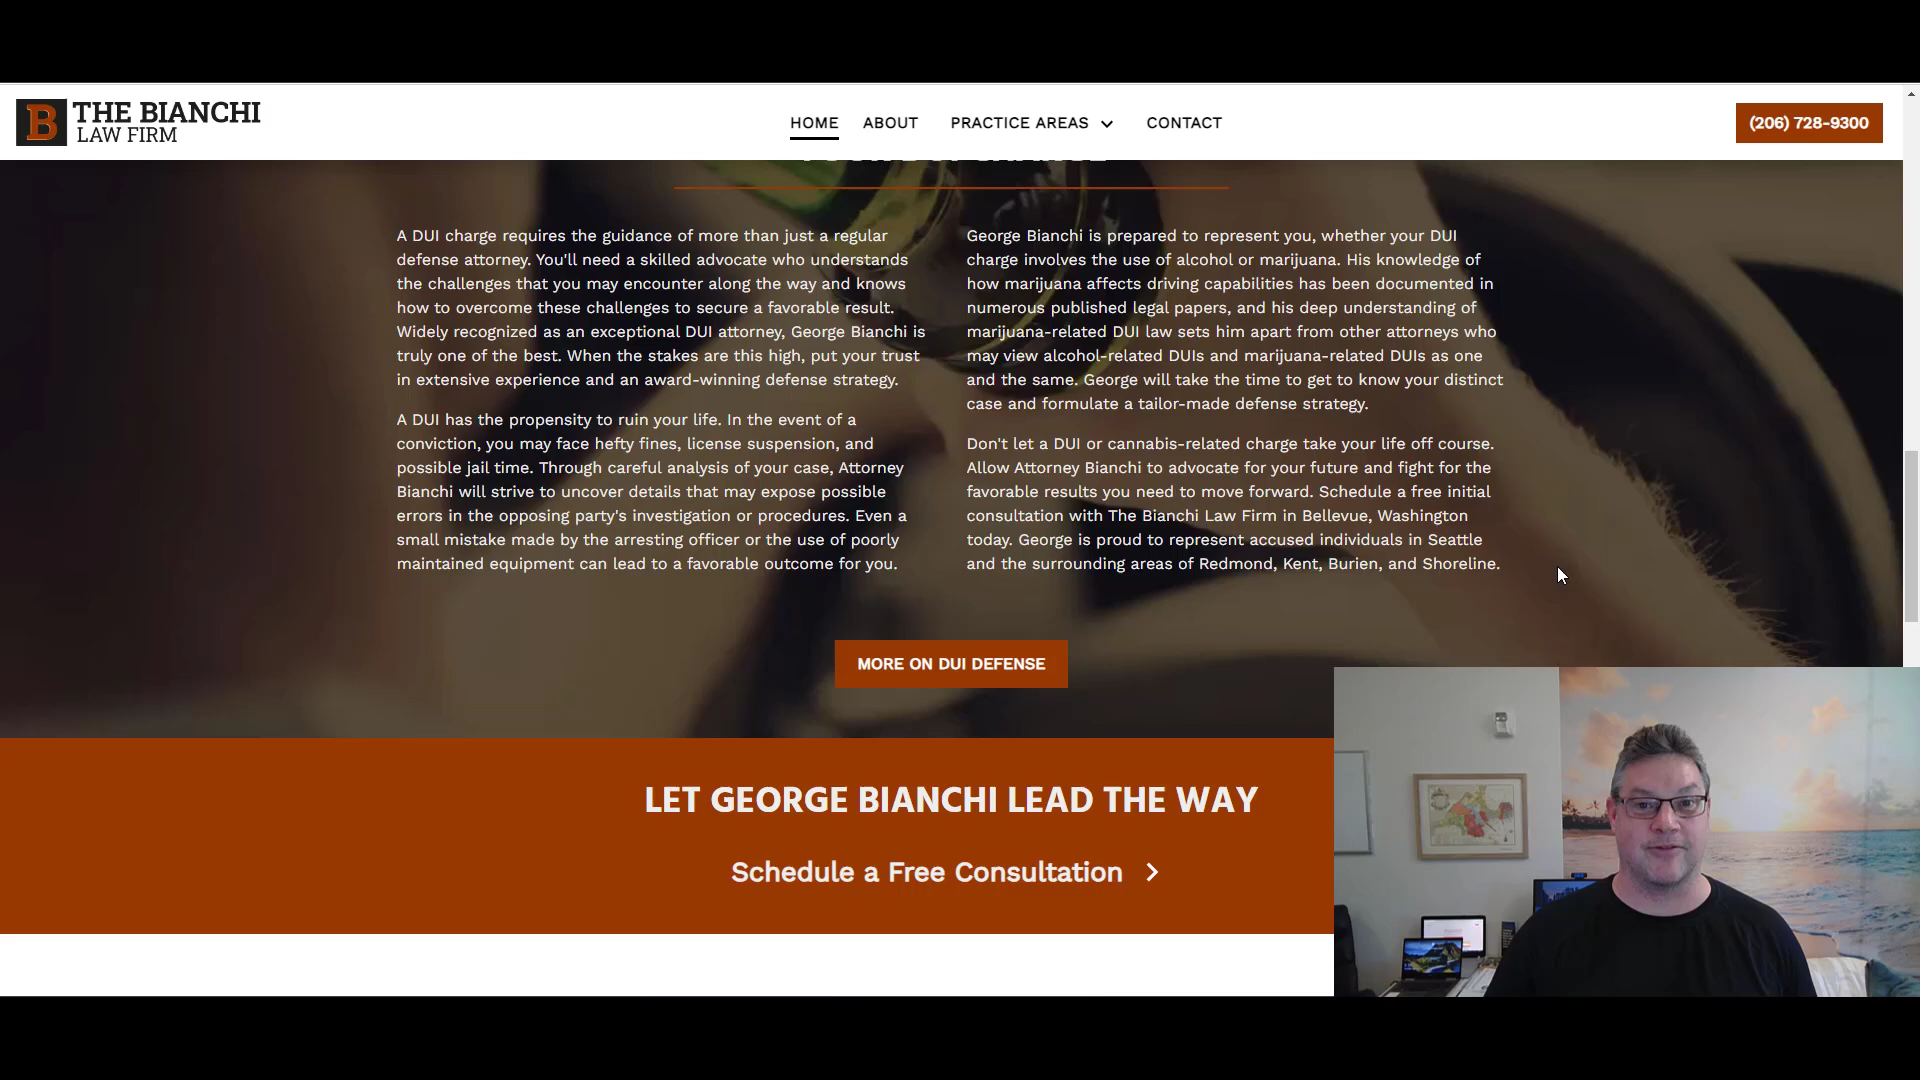 B THE BIANCHI
LAW FIRM
HOME ABOUT PRACTICE AREAS CONTACT
(206) 728-9300
A DUI charge requires the guidance of more than just a regular
defense attorney. You'll need a skilled advocate who understands
the challenges that you may encounter along the way and knows
how to overcome these challenges to secure a favorable result.
Widely recognized as an exceptional DUI attorney, George Bianchi is
truly one of the best. When the stakes are this high, put your trust
in extensive experience and an award-winning defense strategy.
A DUI has the propensity to ruin your life. In the event of a
conviction, you may face hefty fines, license suspension, and
possible jail time. Through careful analysis of your case, Attorney
Bianchi will strive to uncover details that may expose possible
errors in the opposing party's investigation or procedures. Even a
small mistake made by the arresting officer or the use of poorly
maintained equipment can lead to a favorable outcome for you.
George Bianchi is prepared to represent you, whether your DUI
charge involves the use of alcohol or marijuana. His knowledge of
how marijuana affects driving capabilities has been documented in
numerous published legal papers, and his deep understanding of
marijuana-related DUI law sets him apart from other attorneys who
may view alcohol-related DUIs and marijuana-related DUIs as one
and the same. George will take the time to get to know your distinct
case and formulate a tailor-made defense strategy.
Don't let a DUI or cannabis-related charge take your life off course.
Allow Attorney Bianchi to advocate for your future and fight for the
favorable results you need to move forward. Schedule a free initial
consultation with The Bianchi Law Firm in Bellevue, Washington
today. George is proud to represent accused individuals in Seattle
and the surrounding areas of Redmond, Kent, Burien, and Shoreline.
MORE ON DUI DEFENSE
LET GEORGE BIANCHI LEAD THE WAY
Schedule a Free Consultation